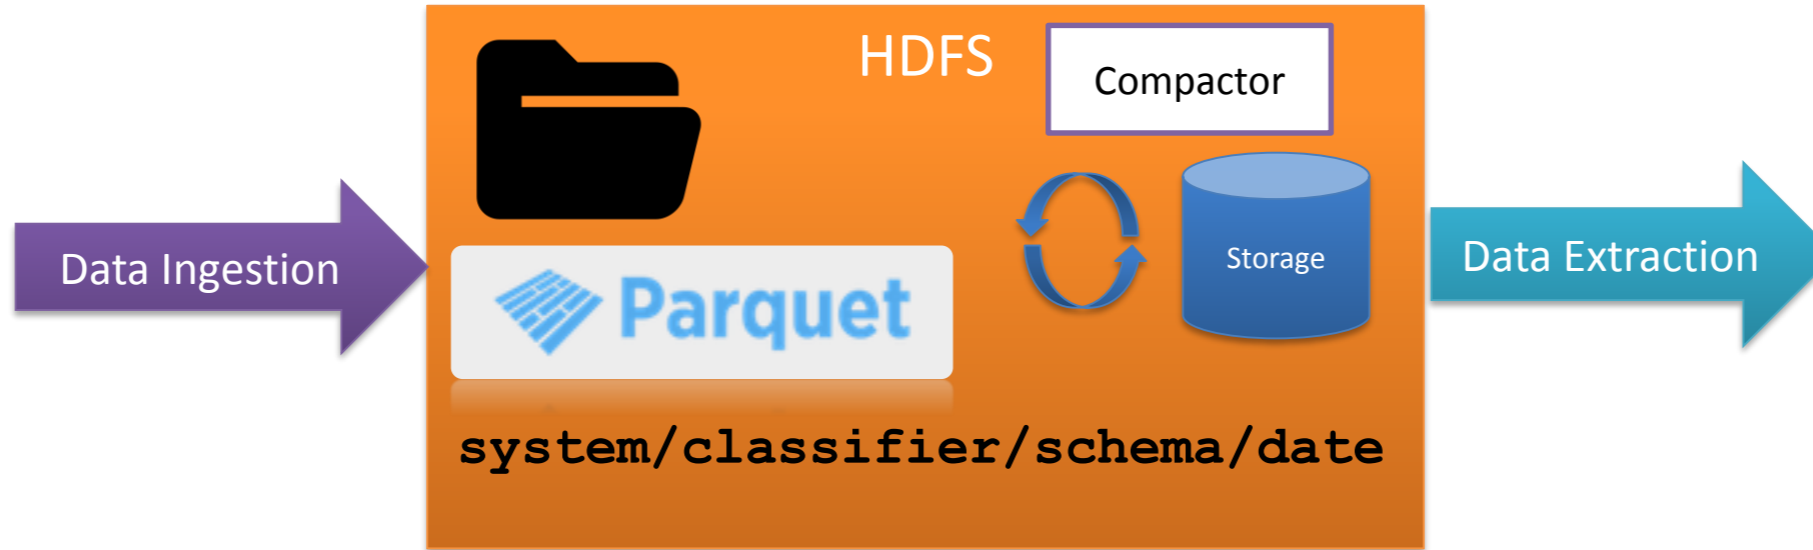 HDFS
Compactor
Data Ingestion
Parquet
Storage
Data Extraction
system/classifier/schema/date